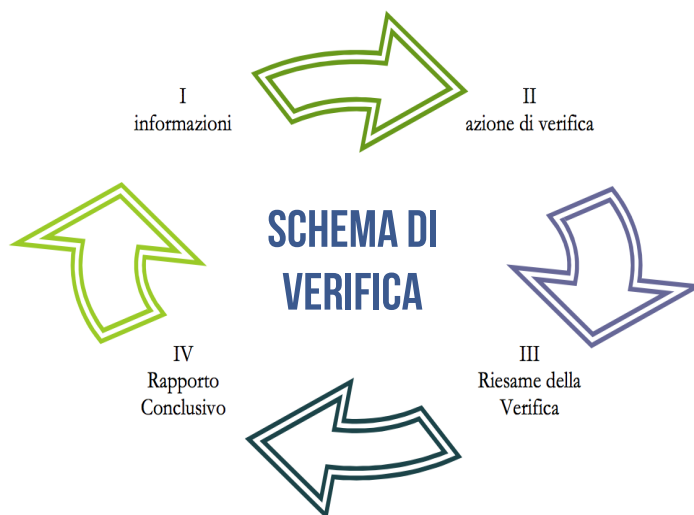 I
informazioni
II
azione di verifica
SCHEMA DI
VERIFICA
IV
Rapporto
Conclusivo
III
Riesame della
Verifica